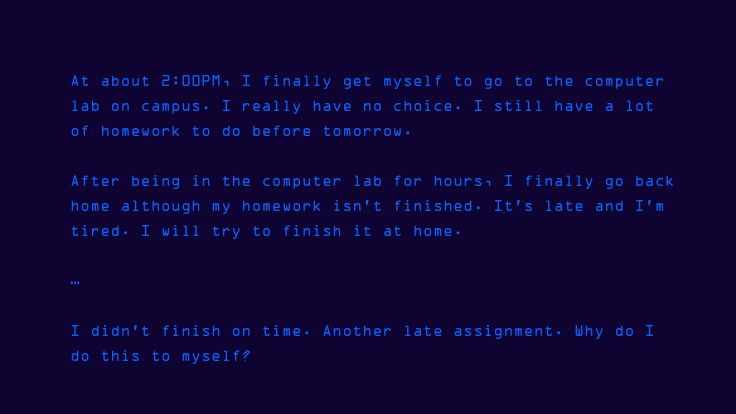 At about 2:00PM, I finally get myself to go to the computer
lab on campus. I really have no choice. I still have a lot
of homework to do before tomorrow.
After being in the computer lab for hours, I finally go back
home although my homework isn't finished. It's late and I'm
tired. I will try to finish it at home.
…
I didn't finish on time. Another late assignment. Why do I
do this to myself?